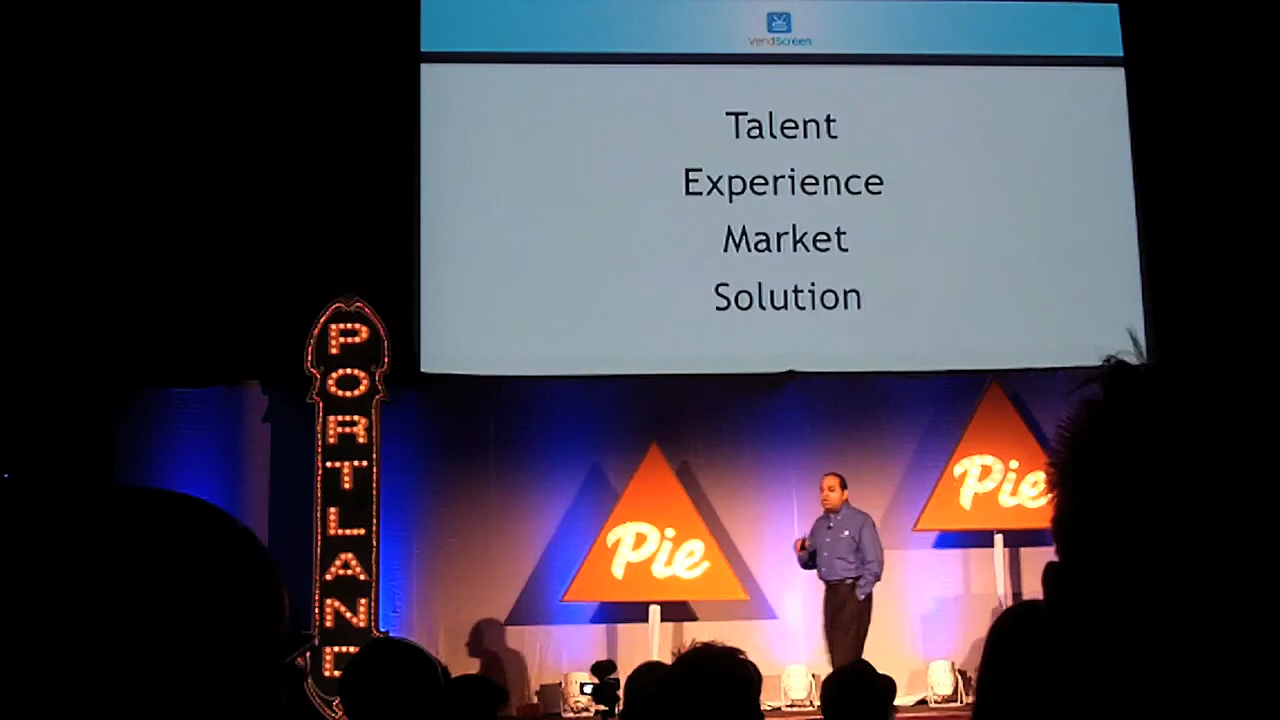 VendScreen
Talent
Experience
Market
Solution
PORTLAND
Pie
Pie